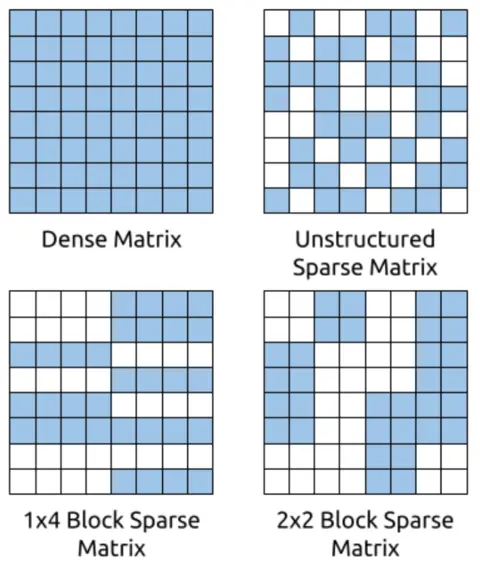 Dense Matrix
Unstructured
Sparse Matrix
1x4 Block Sparse
Matrix
2x2 Block Sparse
Matrix